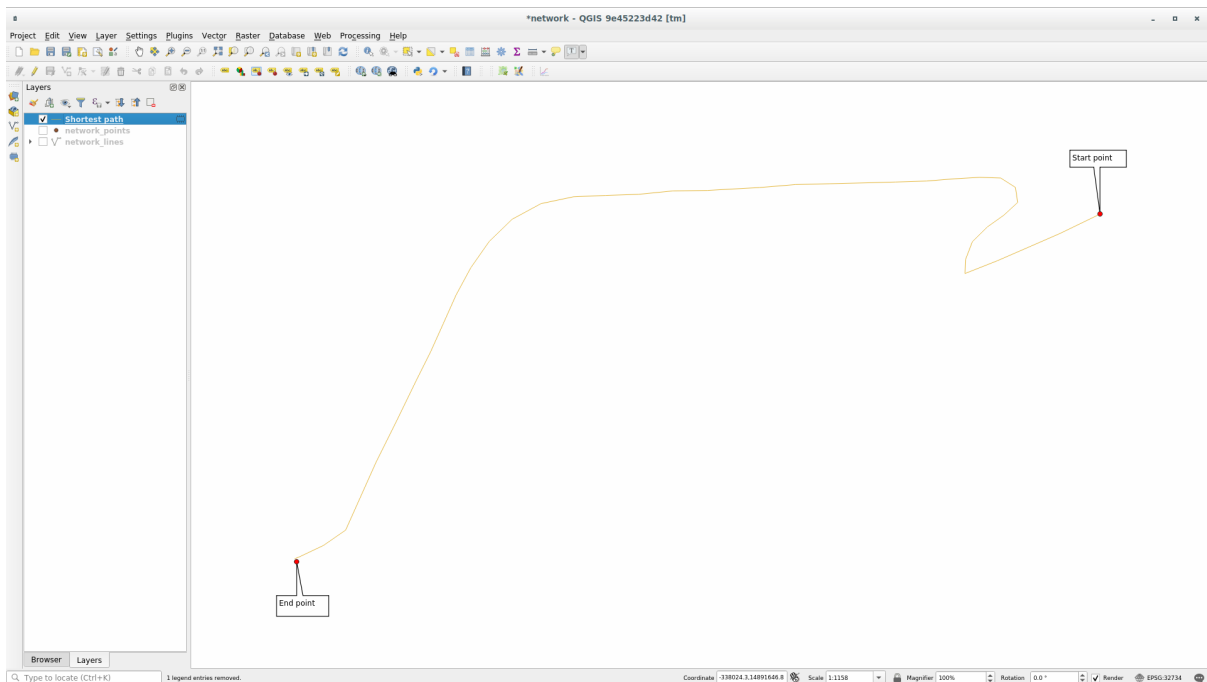 *network - QGIS 9e45223d42 [tm]
Project Edit View Layer Settings Plugins Vector Raster Database Web Processing Help
Layers
Shortest path
network_points
network_lines
Start point
End point
Browser Layers
Type to locate (Ctrl+K) 1 legend entries removed. Coordinate -338024.3,14891646.8 Scale 1:1158 Magnifier 100% Rotation 0.0 ° Render EPSG:32734